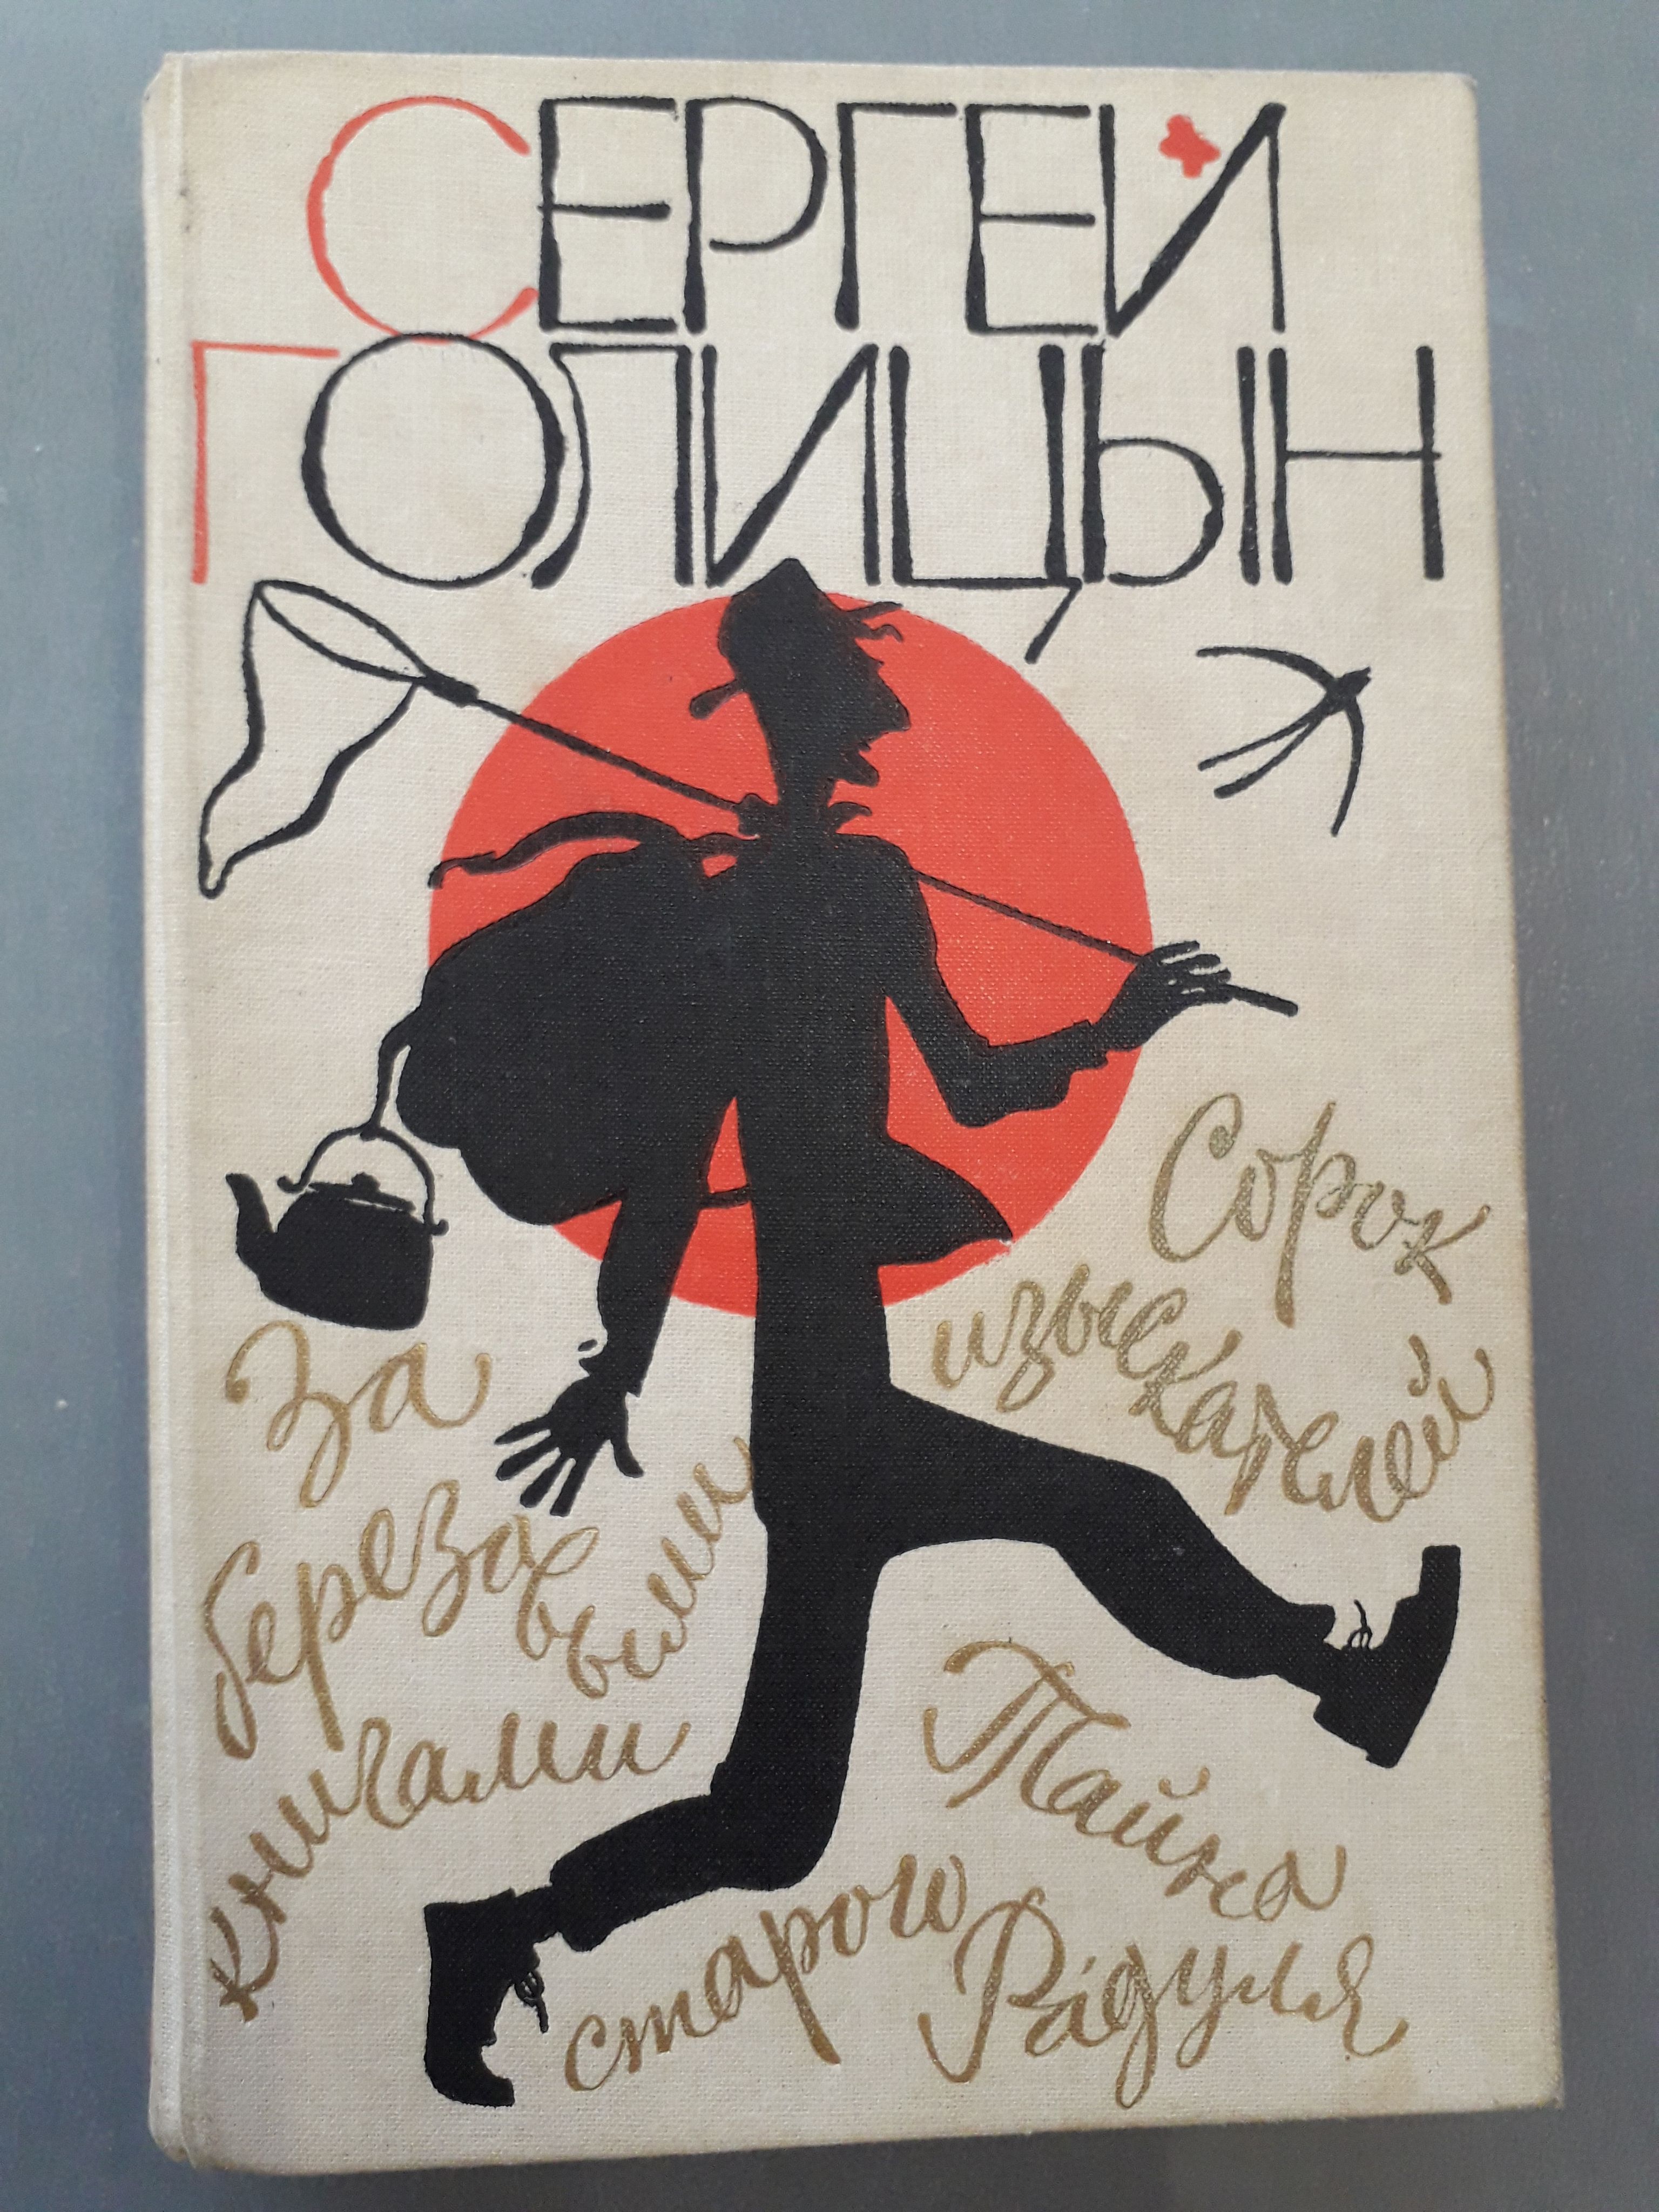 СЕРГЕЙ
ГОЛИЦЫН
Сорок
изыскателей
За
березовыми
книгами
Тайна
старого
Радуля